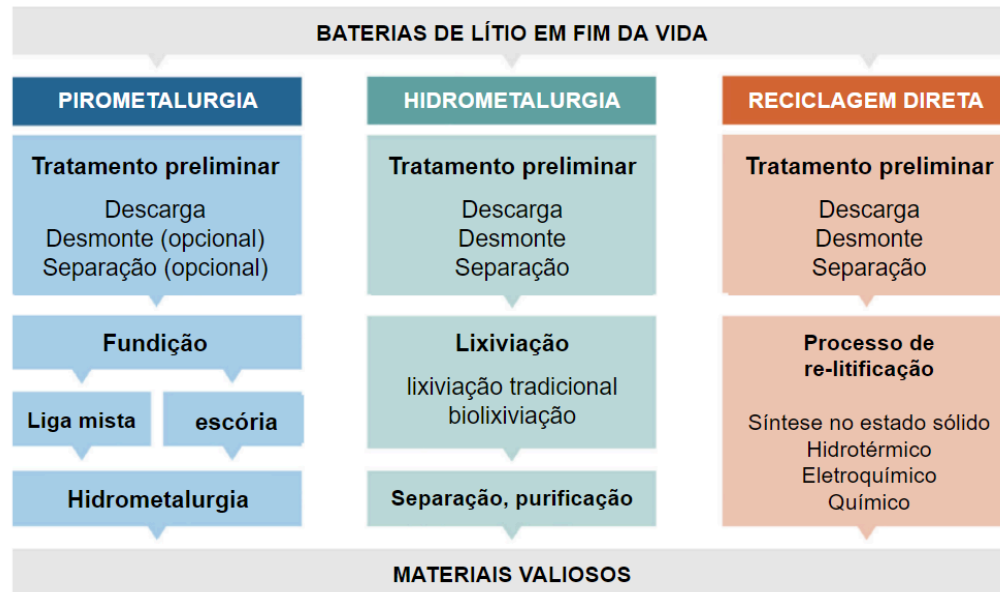 BATERIAS DE LÍTIO EM FIM DA VIDA
PIROMETALURGIA
Tratamento preliminar
Descarga
Desmonte (opcional)
Separação (opcional)
Fundição
Liga mista
escória
Hidrometalurgia
HIDROMETALURGIA
Tratamento preliminar
Descarga
Desmonte
Separação
Lixiviação
lixiviação tradicional
biolixiviação
Separação, purificação
RECICLAGEM DIRETA
Tratamento preliminar
Descarga
Desmonte
Separação
Processo de
re-litificação
Síntese no estado sólido
Hidrotérmico
Eletroquímico
Químico
MATERIAIS VALIOSOS